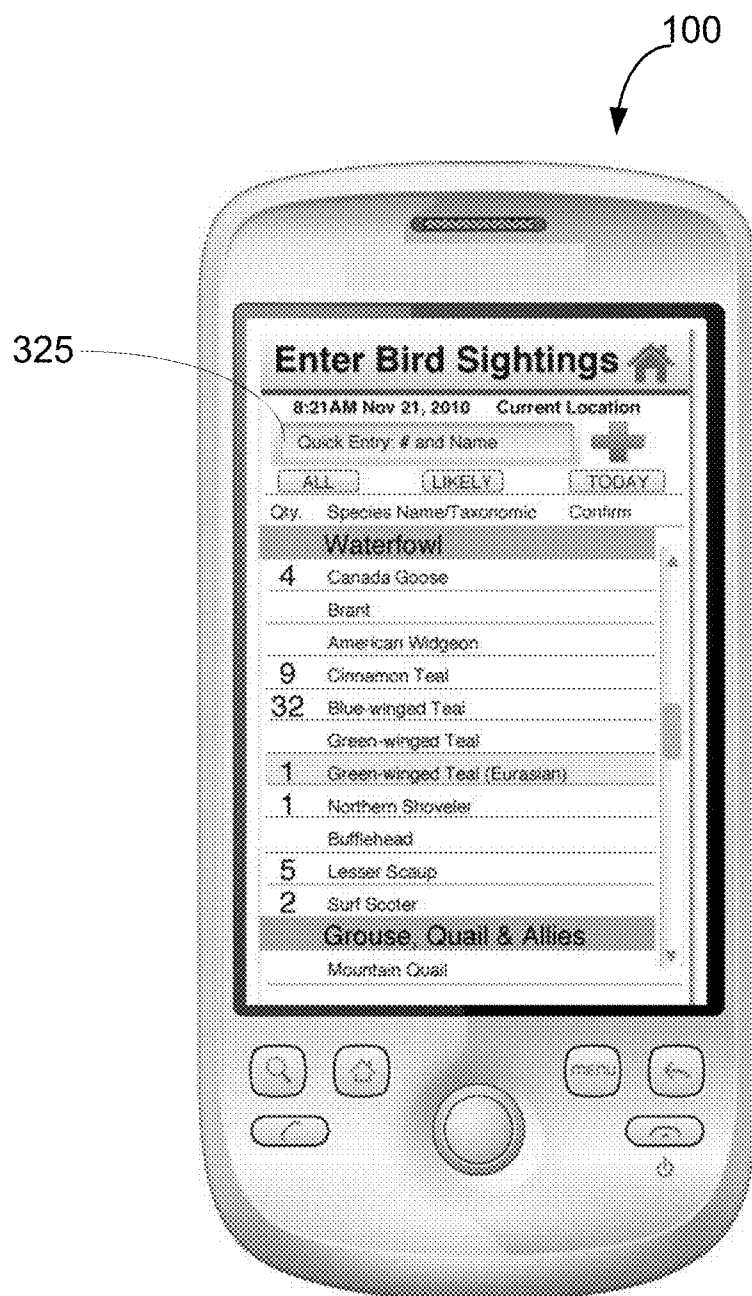 100
325
Enter Bird Sightings
8:21AM Nov 21, 2010 Current Location
Quick Entry: # and Name
ALL LIKELY TODAY
Qty. Species Name/Taxonomic Confirm
Waterfowl
4 Canada Goose
Brant
American Widgeon
9 Cinnamon Teal
32 Blue-winged Teal
Green-winged Teal
1 Green-winged Teal (Eurasian)
1 Northern Shoveler
Bufflehead
5 Lesser Scaup
2 Surf Scoter
Grouse, Quail & Allies
Mountain Quail
menu